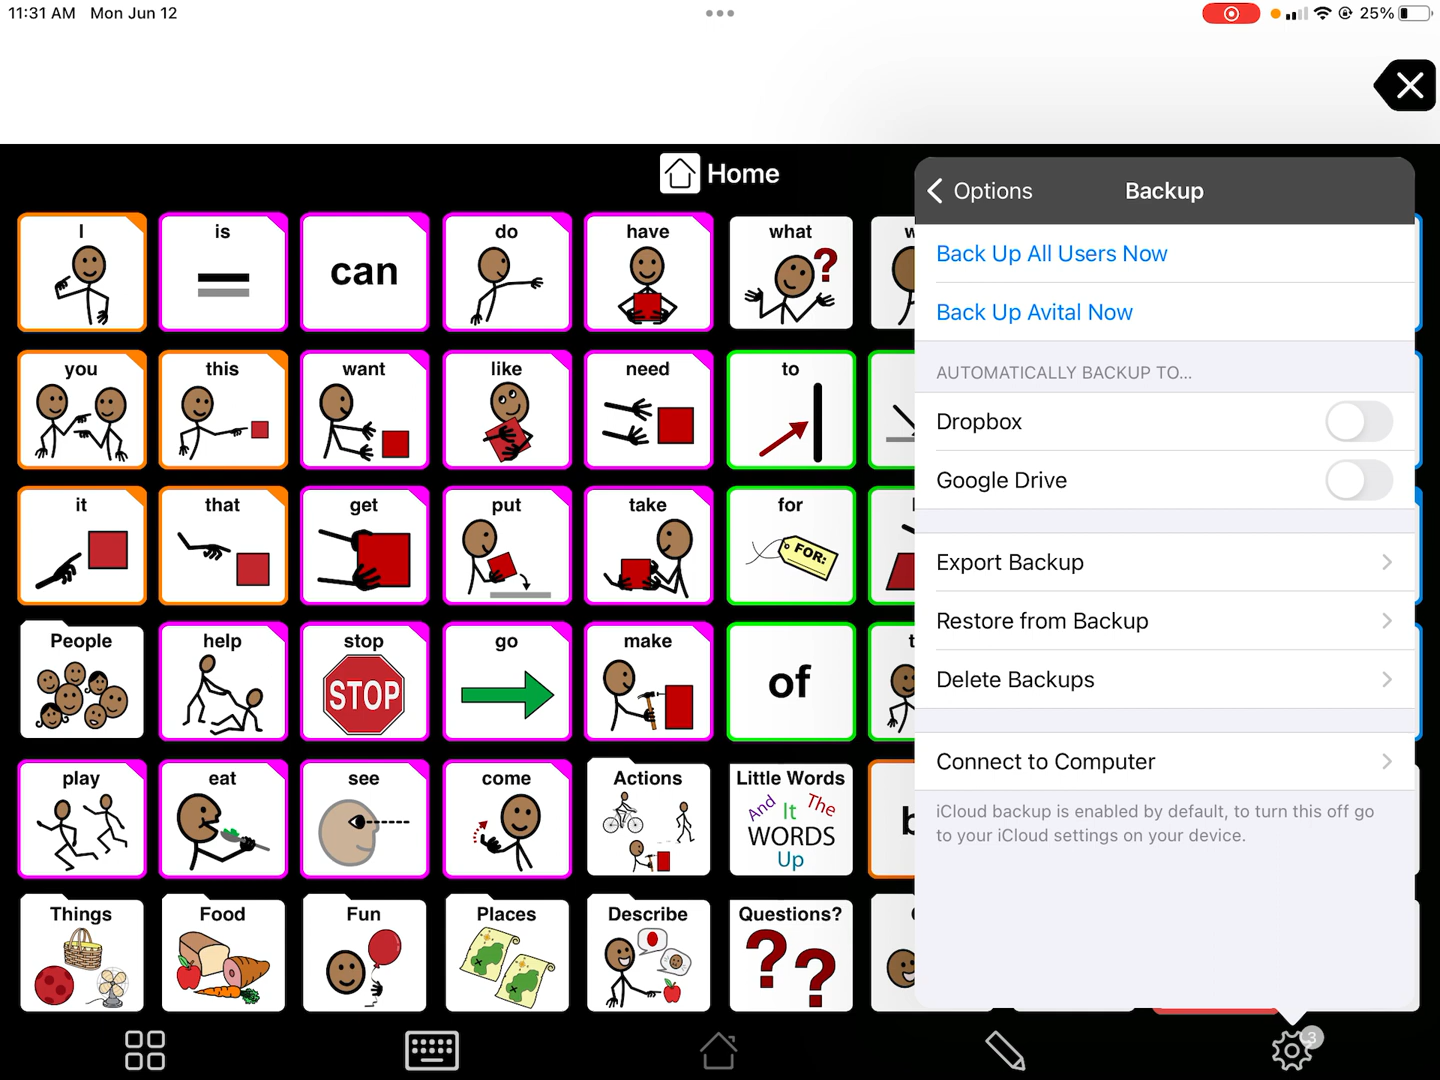 11:31 AM Mon Jun 12
25%
Home
Options
Backup
I
is
can
do
have
what
Back Up All Users Now
Back Up Avital Now
you
this
want
like
need
to
AUTOMATICALLY BACKUP TO...
Dropbox
Google Drive
it
that
get
put
take
for
FOR:
Export Backup
Restore from Backup
Delete Backups
People
help
stop
STOP
go
make
of
Connect to Computer
iCloud backup is enabled by default, to turn this off go
to your iCloud settings on your device.
play
eat
see
come
Actions
Little Words
And It The
WORDS
Up
Things
Food
Fun
Places
Describe
Questions?
??
3